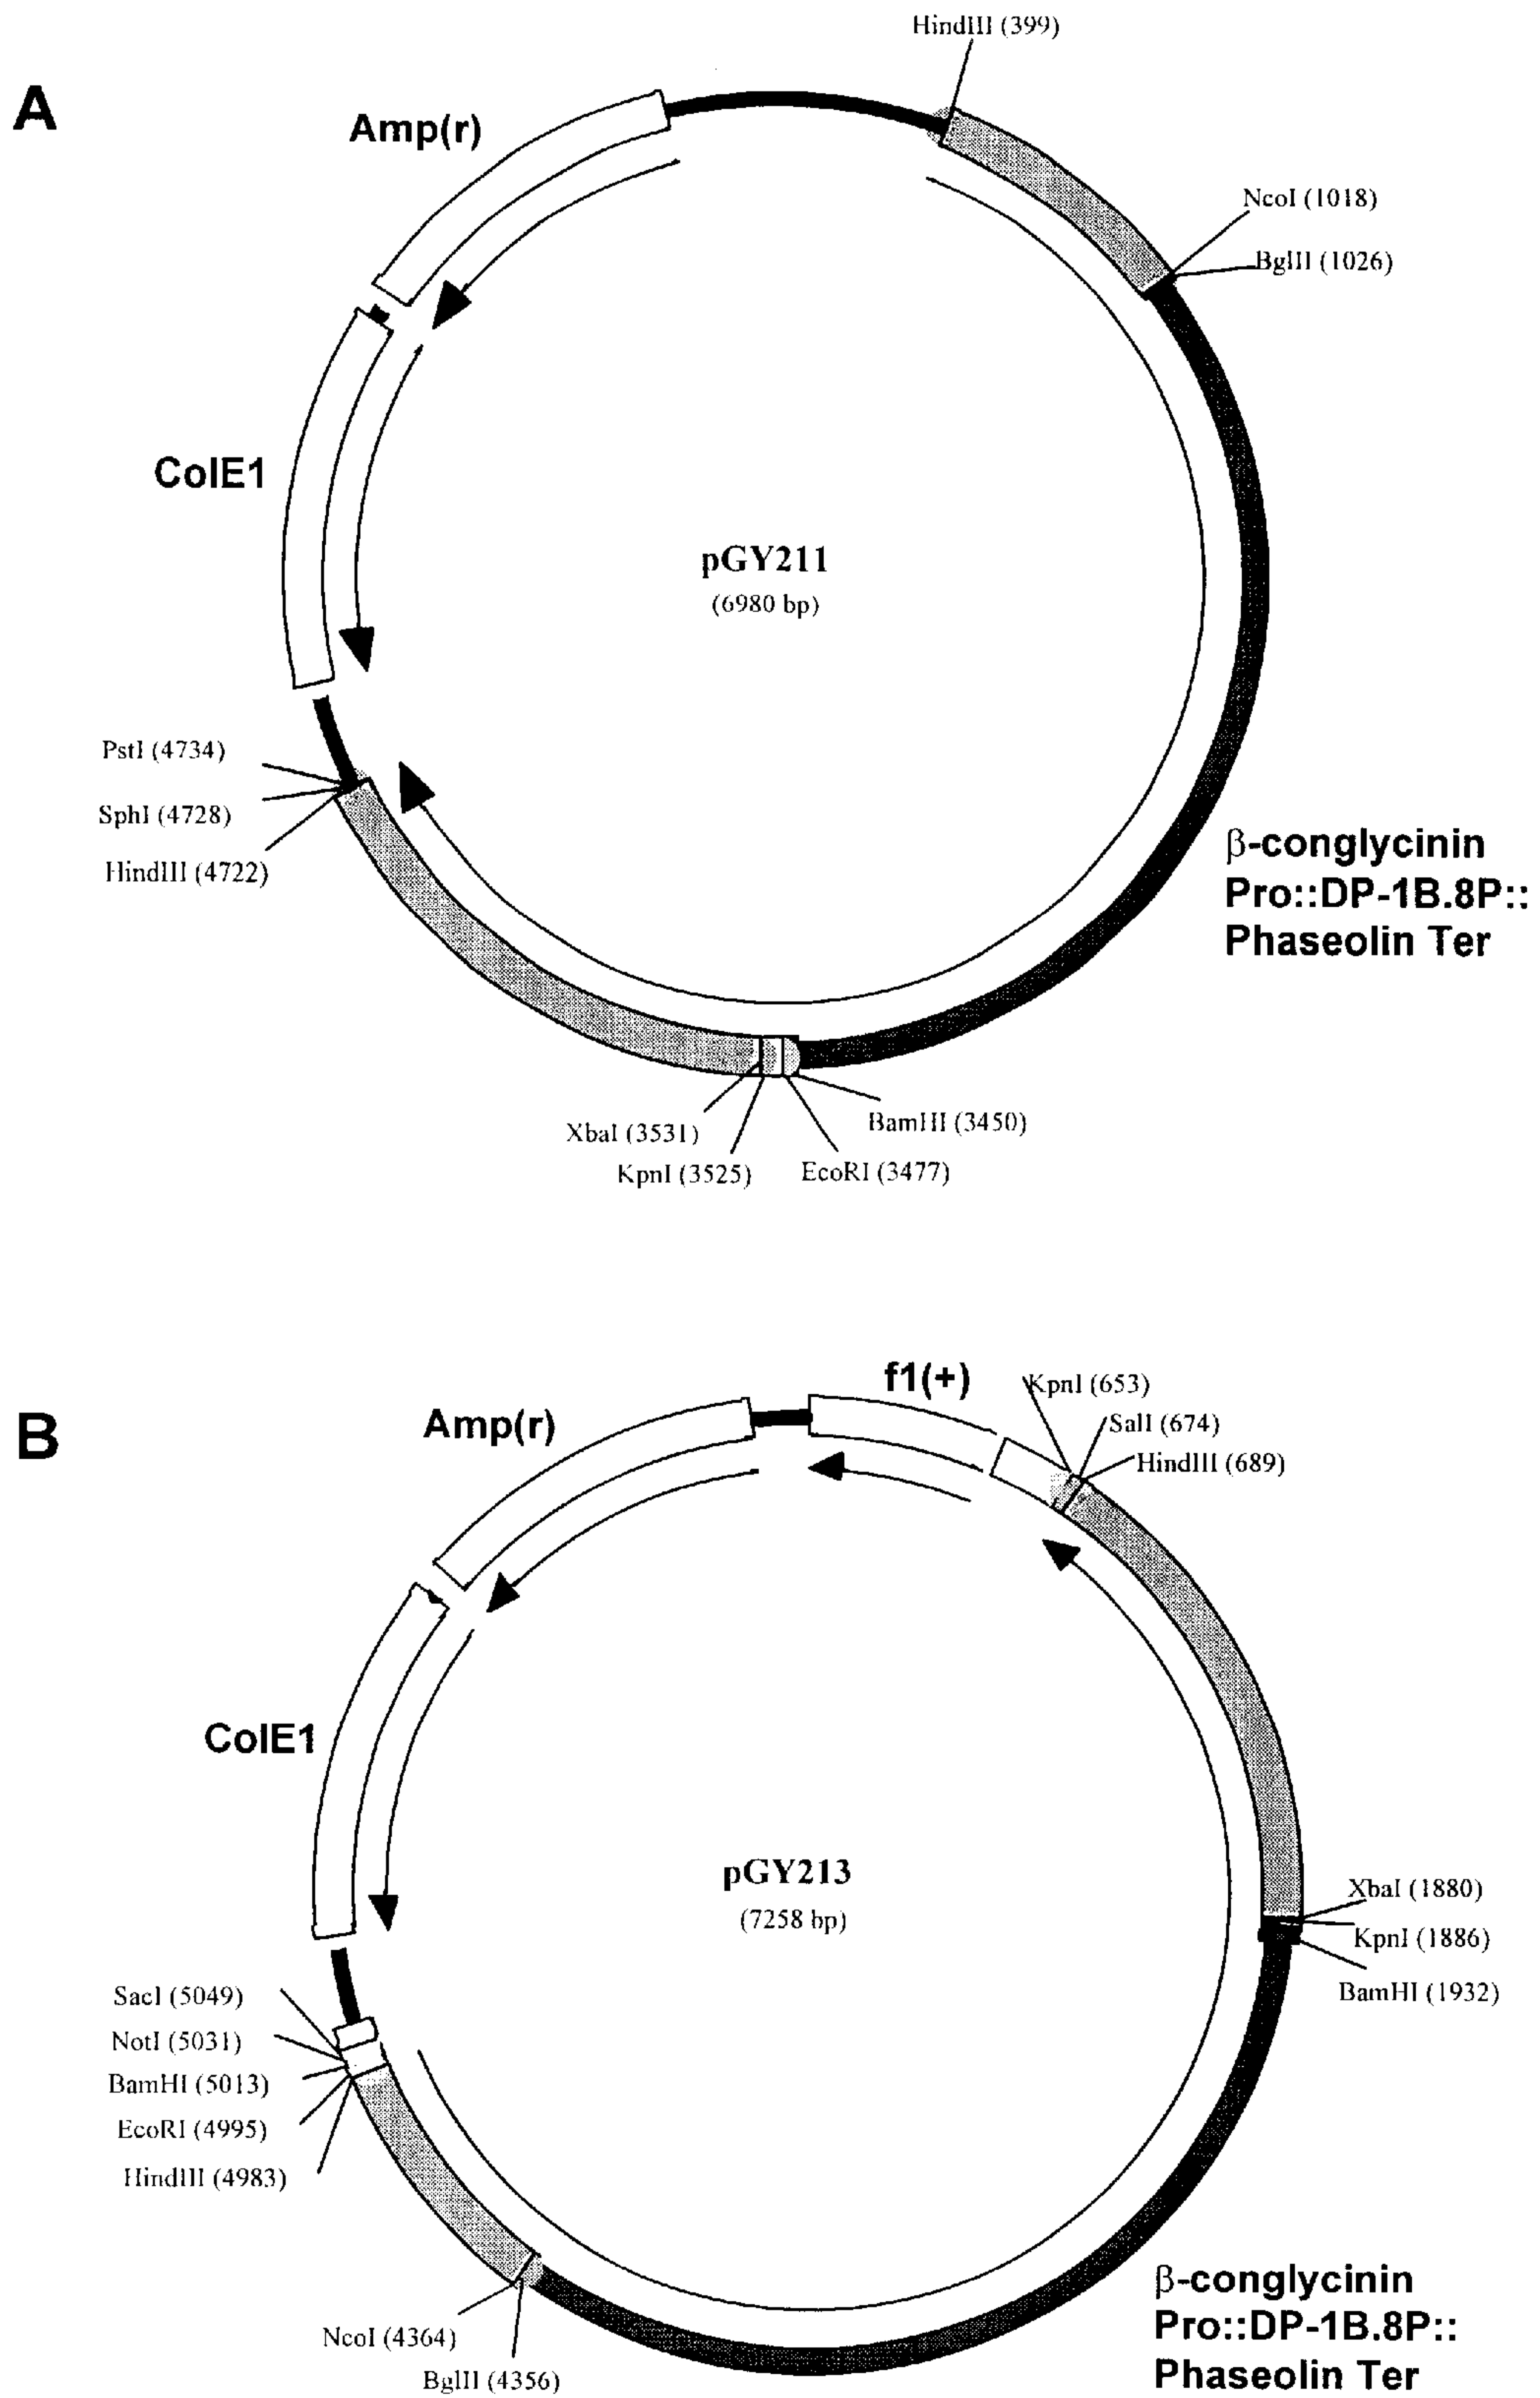 A
HindIII (399)
Amp(r)
NcoI (1018)
BglII (1026)
ColE1
pGY211
(6980 bp)
PstI (4734)
SphI (4728)
HindIII (4722)
β-conglycinin
Pro::DP-1B.8P::
Phaseolin Ter
XbaI (3531)
BamHI (3450)
KpnI (3525)
EcoRI (3477)
B
f1(+)
KpnI (653)
Amp(r)
SalI (674)
HindIII (689)
ColE1
pGY213
(7258 bp)
XbaI (1880)
KpnI (1886)
BamHI (1932)
SacI (5049)
NotI (5031)
BamHI (5013)
EcoRI (4995)
HindIII (4983)
NcoI (4364)
BglII (4356)
β-conglycinin
Pro::DP-1B.8P::
Phaseolin Ter